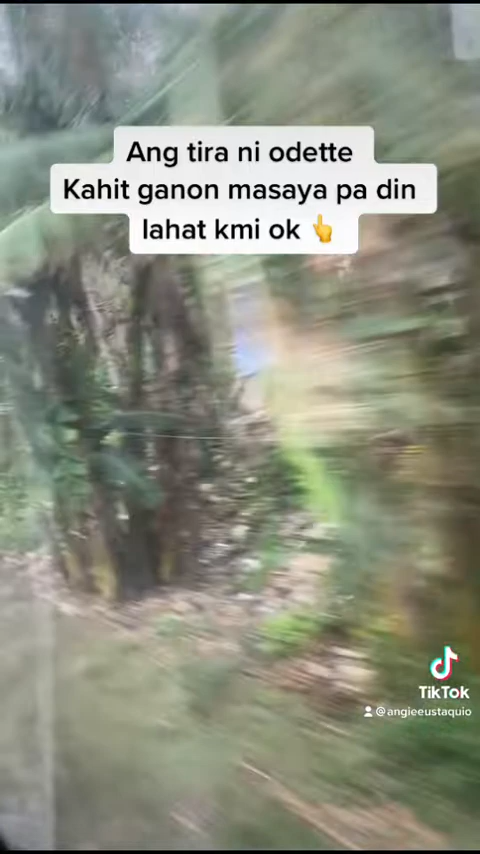 Ang tira ni odette
Kahit ganon masaya pa din
lahat kmi ok 👆
TikTok
@angieeustaquio